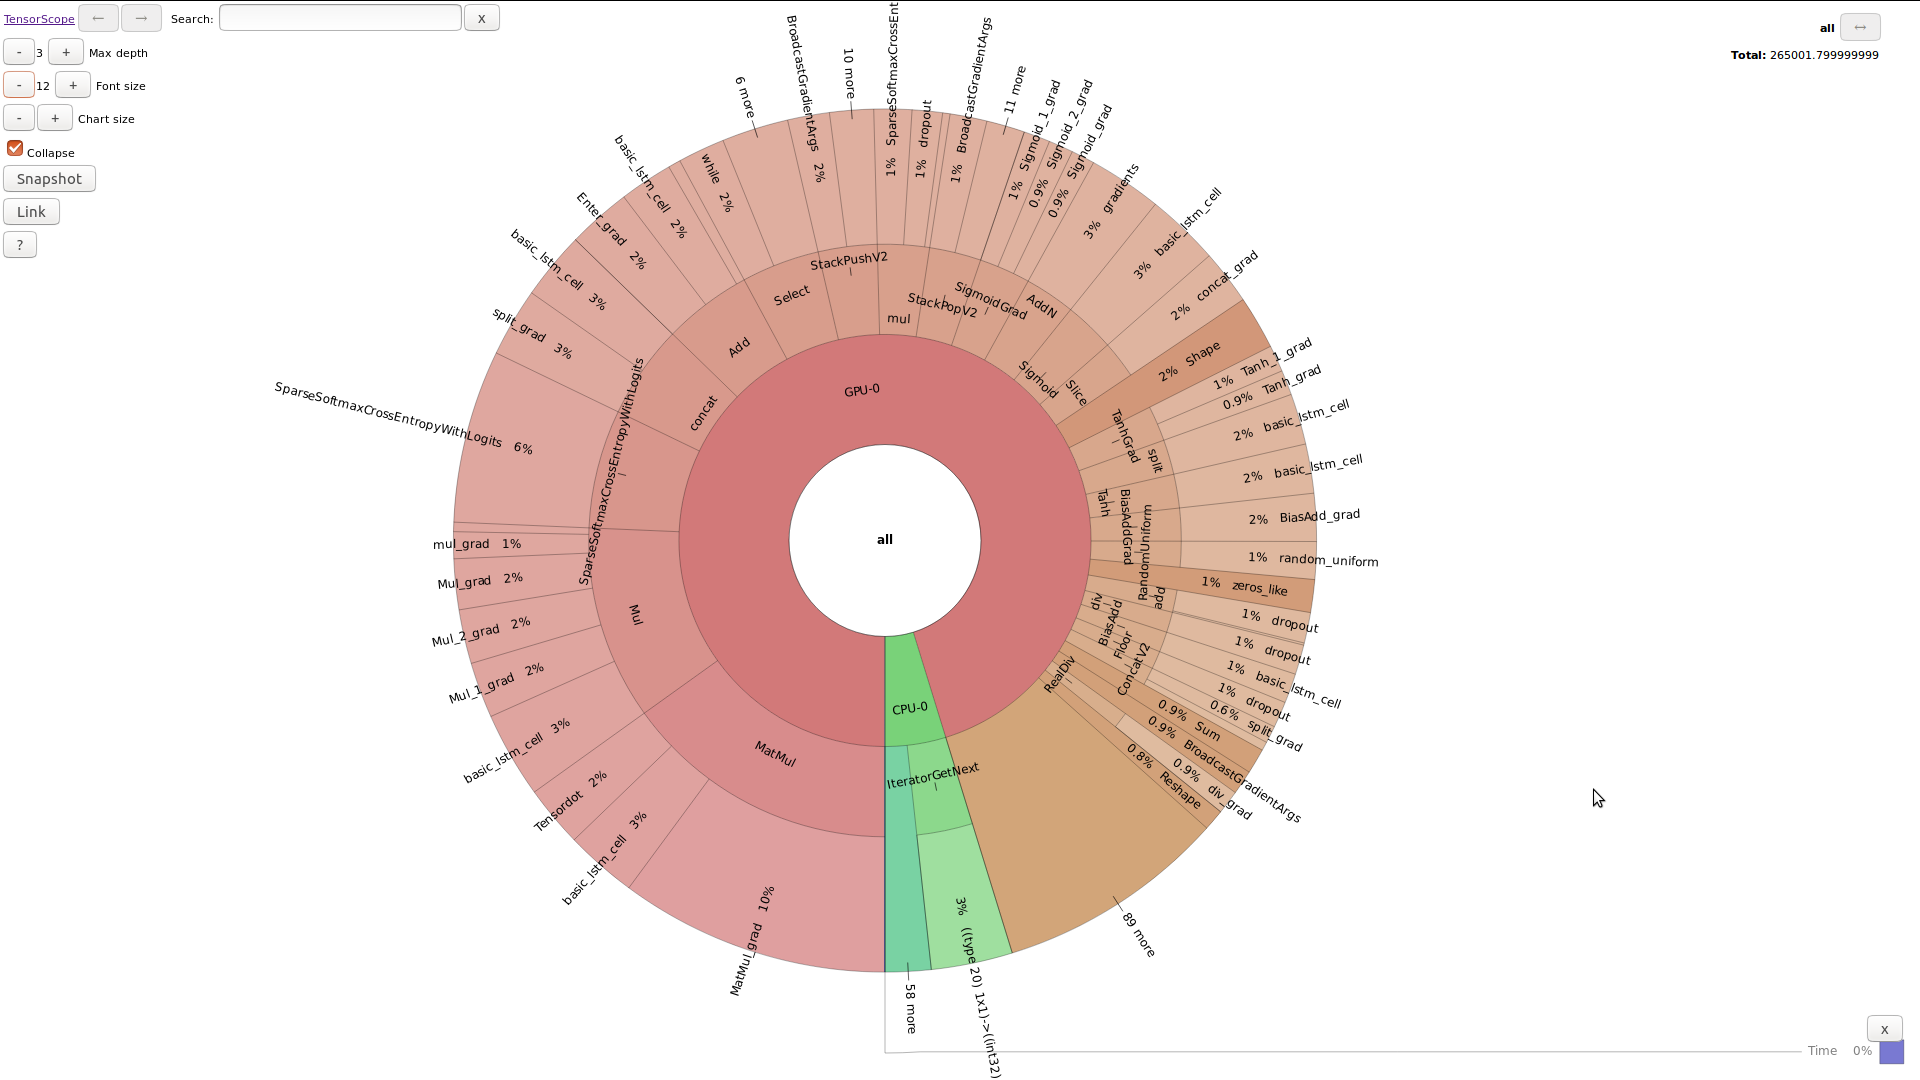 TensorScope ← → Search: x
- 3 + Max depth
- 12 + Font size
- + Chart size
Collapse
Snapshot
Link
?
all ↔
Total: 265001.799999999
all
GPU-0
CPU-0
MatMul
Mul
SparseSoftmaxCrossEntropyWithLogits
concat
Add
Select
StackPushV2
mul
StackPopV2
SigmoidGrad
AddN
Sigmoid
Slice
2% Shape
TanhGrad
split
Tanh
BiasAddGrad
RandomUniform
1% zeros_like
add
div
BiasAdd
Floor
ConcatV2
0.9% Sum
0.9% BroadcastGradientArgs
RealDiv
0.8% Reshape
IteratorGetNext
MatMul_grad 10%
basic_lstm_cell 3%
Tensordot 2%
basic_lstm_cell 3%
Mul_1_grad 2%
Mul_2_grad 2%
Mul_grad 2%
mul_grad 1%
SparseSoftmaxCrossEntropyWithLogits 6%
split_grad 3%
basic_lstm_cell 3%
Enter_grad 2%
basic_lstm_cell 2%
while 2%
6 more
BroadcastGradientArgs 2%
10 more
1% SparseSoftmaxCrossEnt
1% dropout
1% BroadcastGradientArgs
11 more
1% Sigmoid_1_grad
0.9% Sigmoid_2_grad
0.9% Sigmoid_grad
3% gradients
3% basic_lstm_cell
2% concat_grad
1% Tanh_1_grad
0.9% Tanh_grad
2% basic_lstm_cell
2% basic_lstm_cell
2% BiasAdd_grad
1% random_uniform
1% dropout
1% dropout
1% basic_lstm_cell
1% dropout
0.6% split_grad
0.9% div_grad
89 more
3% ((type 20) 1x1)->((int32)
58 more
x
Time 0%